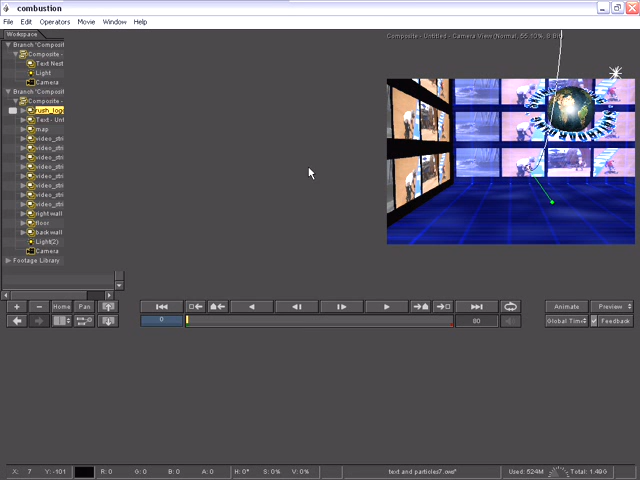 combustion
File Edit Operators Movie Window Help
Workspace
Composite - Untitled - Camera View (Normal, 55.10%, 8 Bit
Branch 'Composit
Composite -
Text Nest
Light
Camera
Branch 'Composit
Composite -
rush_logo
Text - Unt
map
video_stri
video_stri
video_stri
video_stri
video_stri
video_stri
video_stri
video_stri
right wall
floor
back wall
Light(2)
Camera
Footage Library
Home Pan Animate Preview
0 80 Global Time Feedback
X: 7 Y: -101 R: 0 G: 0 B: 0 A: 0 H: 0° S: 0% V: 0% text and particles7.cws* Used: 524M Total: 1.49G